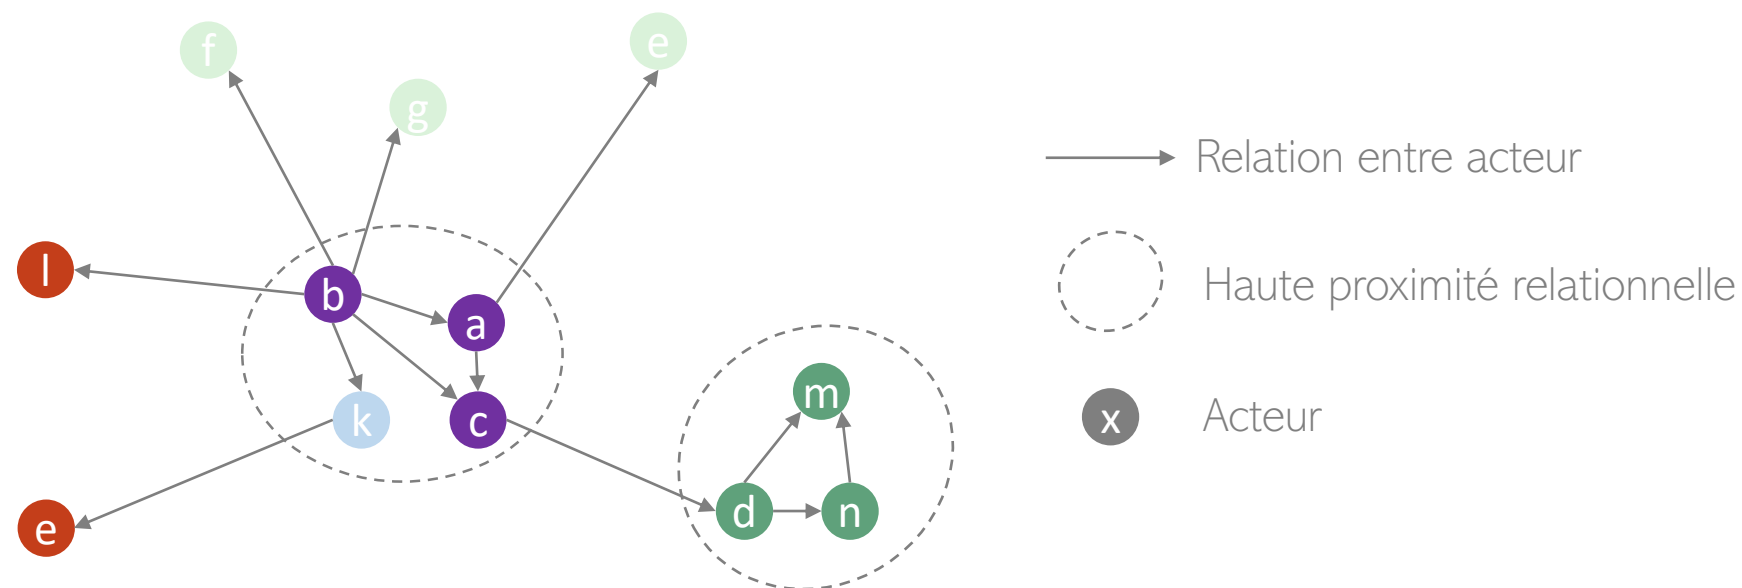 f
e
g
Relation entre acteur
l
b
Haute proximité relationnelle
a
m
k
c
x
Acteur
d
n
e